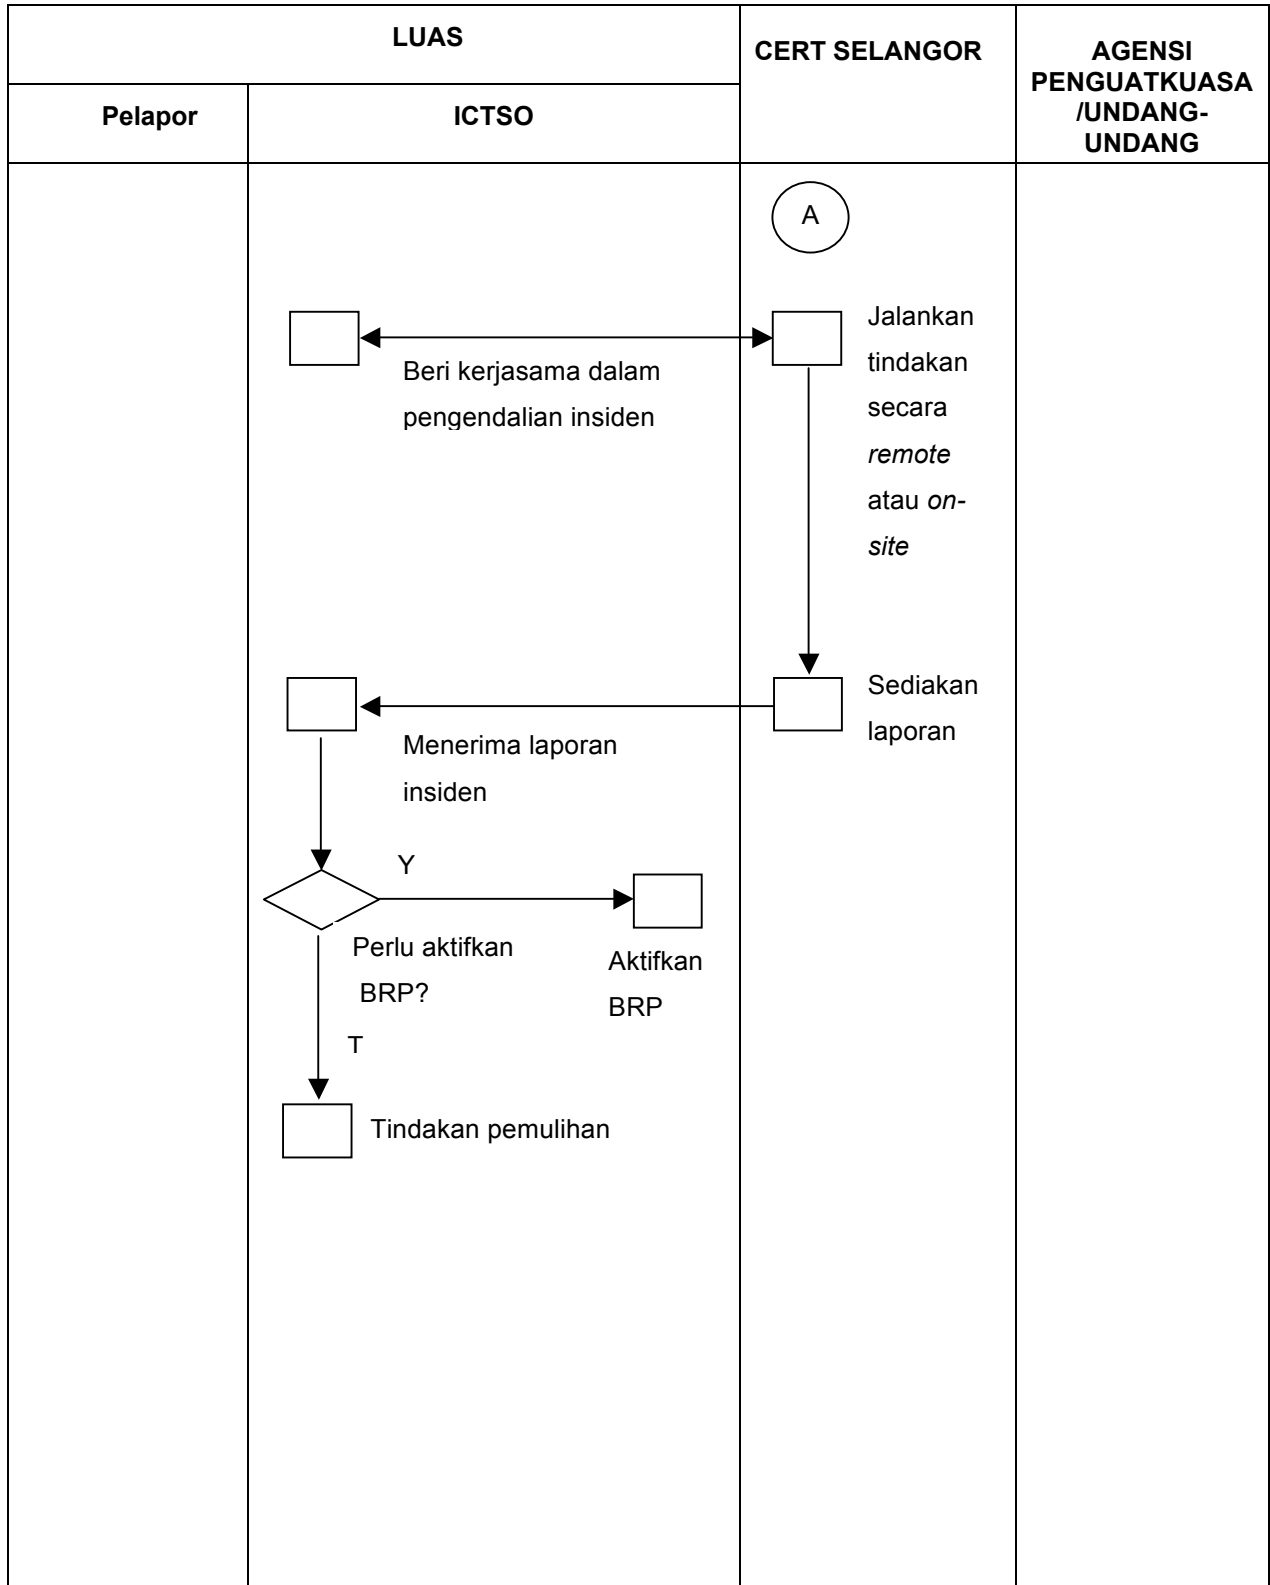 LUAS
CERT SELANGOR
AGENSI
PENGUATKUASA
/UNDANG-
UNDANG
Pelapor
ICTSO
A
Jalankan
tindakan
secara
remote
atau on-
site
Beri kerjasama dalam
pengendalian insiden
Sediakan
laporan
Menerima laporan
insiden
Y
Perlu aktifkan
BRP?
Aktifkan
BRP
T
Tindakan pemulihan